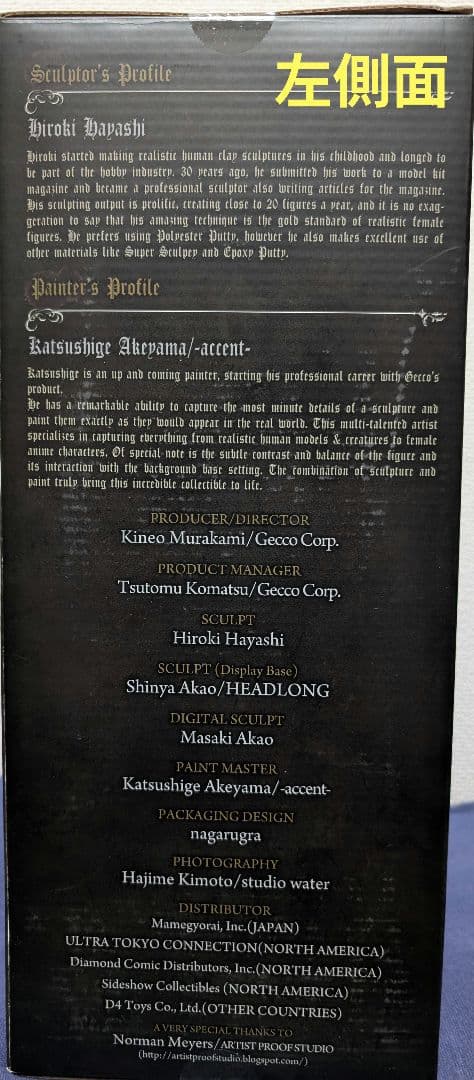 左側面
Sculptor's Profile
Hiroki Hayashi
Hiroki started making realistic human clay sculptures in his childhood and longed to
be part of the hobby industry. 30 years ago, he submitted his work to a model kit
magazine and became a professional sculptor also writing articles for the magazine.
His sculpting output is prolific, creating close to 20 figures a year, and it is no exag-
geration to say that his amazing technique is the gold standard of realistic female
figures. He prefers using Polyester Putty, however he also makes excellent use of
other materials like Super Sculpey and Epoxy Putty.
Painter's Profile
Katsushige Akeyama/-accent-
Katsushige is an up and coming painter, starting his professional career with Gecco's
product.
He has a remarkable ability to capture the most minute details of a sculpture and
paint them exactly as they would appear in the real world. This multi-talented artist
specializes in capturing everything from realistic human models & creatures to female
anime characters. Of special note is the subtle contrast and balance of the figure and
its interaction with the background base setting. The combination of sculpture and
paint truly bring this incredible collectible to life.
PRODUCER/DIRECTOR
Kineo Murakami/Gecco Corp.
PRODUCT MANAGER
Tsutomu Komatsu/Gecco Corp.
SCULPT
Hiroki Hayashi
SCULPT (Display Base)
Shinya Akao/HEADLONG
DIGITAL SCULPT
Masaki Akao
PAINT MASTER
Katsushige Akeyama/-accent-
PACKAGING DESIGN
nagarugra
PHOTOGRAPHY
Hajime Kimoto/studio water
DISTRIBUTOR
Mamegyorai, Inc.(JAPAN)
ULTRA TOKYO CONNECTION(NORTH AMERICA)
Diamond Comic Distributors, Inc.(NORTH AMERICA)
Sideshow Collectibles (NORTH AMERICA)
D4 Toys Co., Ltd.(OTHER COUNTRIES)
A VERY SPECIAL THANKS TO
Norman Meyers/ARTIST PROOF STUDIO
(http://artistproofstudio.blogspot.com/)